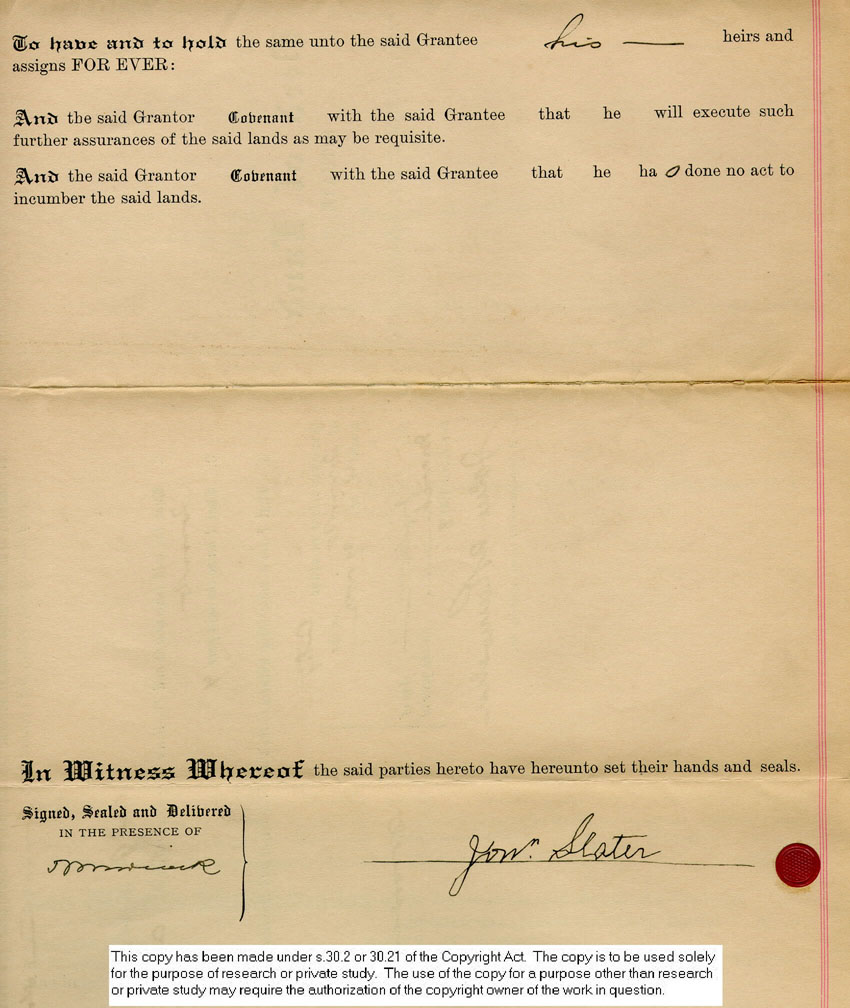 To have and to hold the same unto the said Grantee his — heirs and
assigns FOR EVER:
And the said Grantor Covenant with the said Grantee that he will execute such
further assurances of the said lands as may be requisite.
And the said Grantor Covenant with the said Grantee that he ha done no act to
incumber the said lands.
In Witness Whereof the said parties hereto have hereunto set their hands and seals.
Signed, Sealed and Delivered
IN THE PRESENCE OF
Jon.n Slater
This copy has been made under s.30.2 or 30.21 of the Copyright Act. The copy is to be used solely
for the purpose of research or private study. The use of the copy for a purpose other than research
or private study may require the authorization of the copyright owner of the work in question.